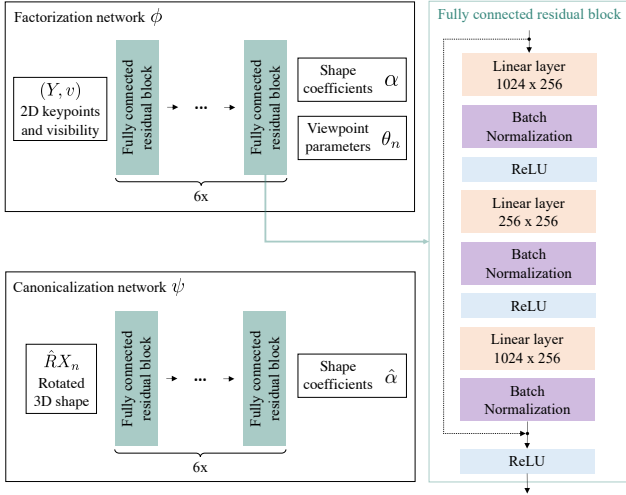 Factorization network ϕ
(Y, v)
2D keypoints
and visibility
Fully connected
residual block
...
Fully connected
residual block
Shape
coefficients α
Viewpoint
parameters θn
6x
Canonicalization network ψ
R̂Xn
Rotated
3D shape
Fully connected
residual block
...
Fully connected
residual block
Shape
coefficients α̂
6x
Fully connected residual block
Linear layer
1024 x 256
Batch
Normalization
ReLU
Linear layer
256 x 256
Batch
Normalization
ReLU
Linear layer
1024 x 256
Batch
Normalization
ReLU